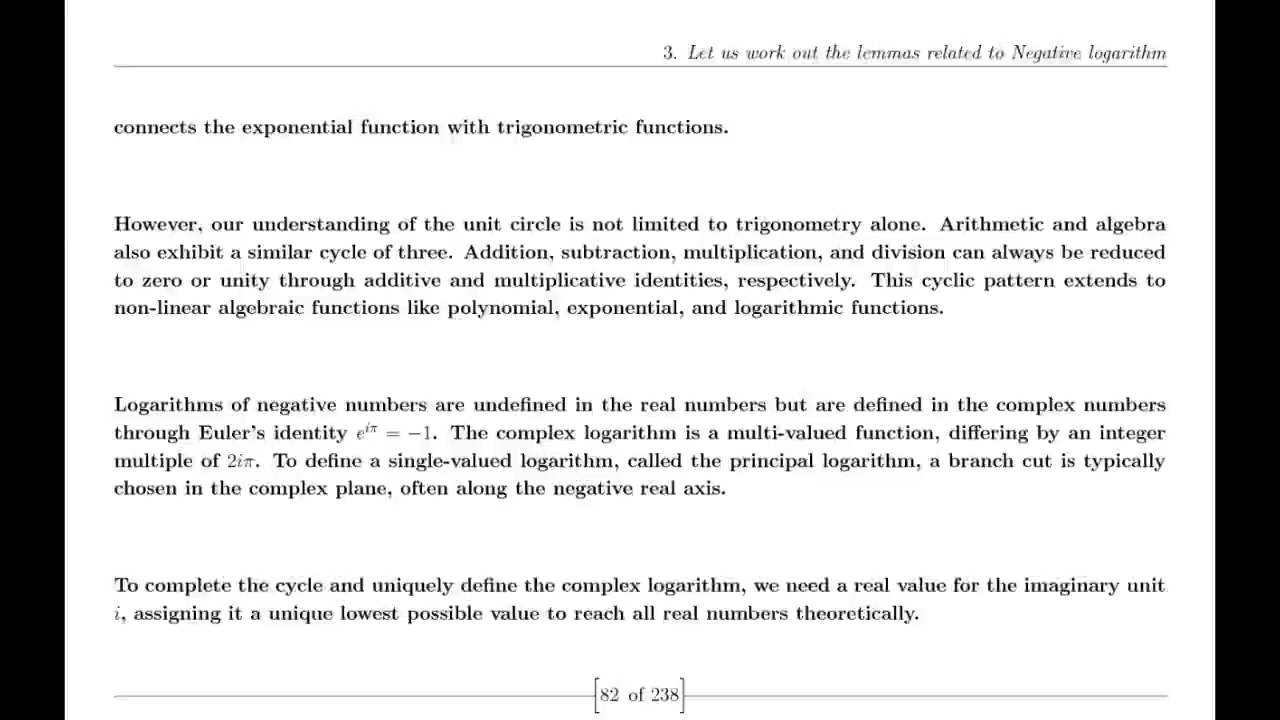 3. Let us work out the lemmas related to Negative logarithm
connects the exponential function with trigonometric functions.
However, our understanding of the unit circle is not limited to trigonometry alone. Arithmetic and algebra
also exhibit a similar cycle of three. Addition, subtraction, multiplication, and division can always be reduced
to zero or unity through additive and multiplicative identities, respectively. This cyclic pattern extends to
non-linear algebraic functions like polynomial, exponential, and logarithmic functions.
Logarithms of negative numbers are undefined in the real numbers but are defined in the complex numbers
through Euler's identity e^{iπ} = −1. The complex logarithm is a multi-valued function, differing by an integer
multiple of 2iπ. To define a single-valued logarithm, called the principal logarithm, a branch cut is typically
chosen in the complex plane, often along the negative real axis.
To complete the cycle and uniquely define the complex logarithm, we need a real value for the imaginary unit
i, assigning it a unique lowest possible value to reach all real numbers theoretically.
[82 of 238]